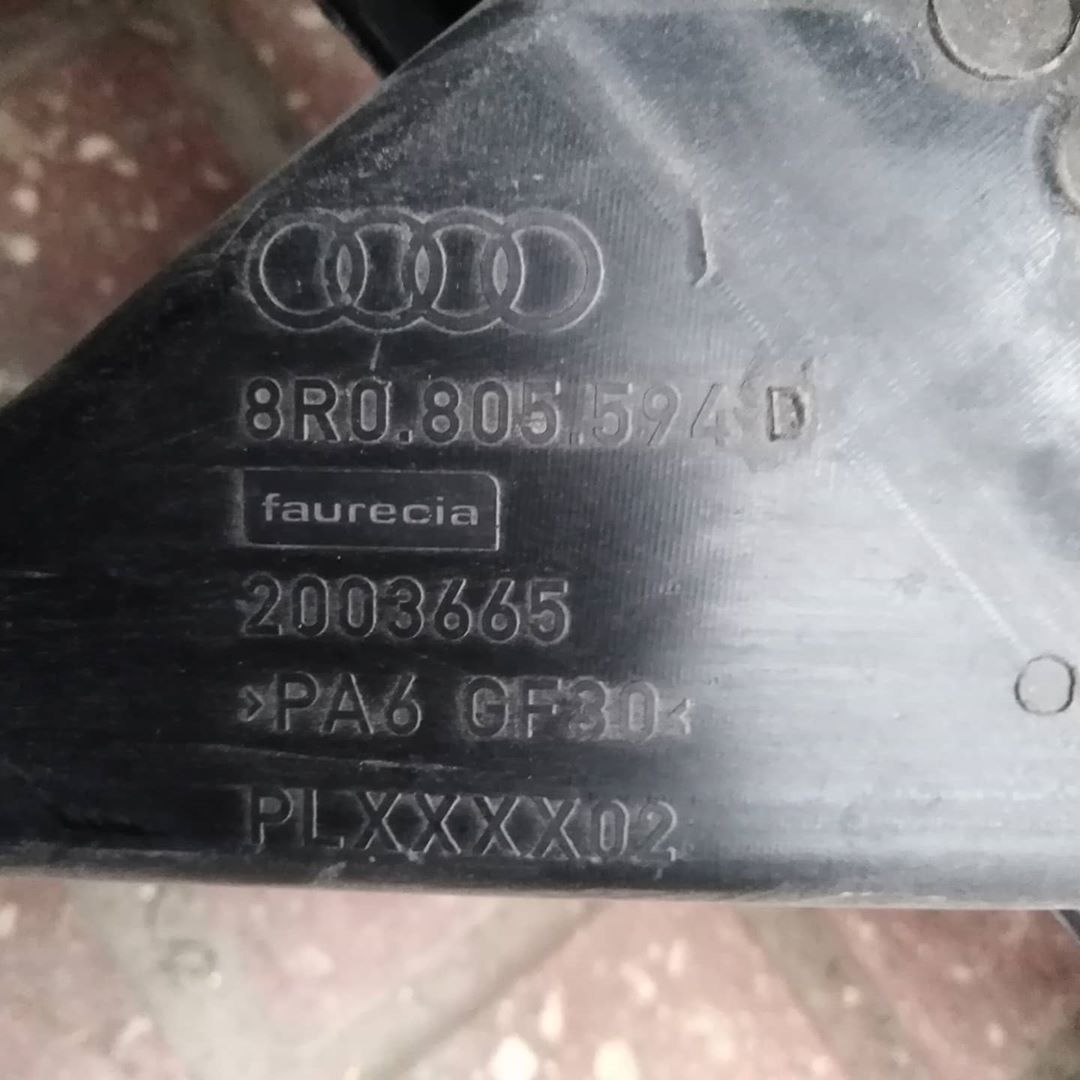 8R0.805.594 D
faurecia
2003665
>PA6 GF30<
PLXXXX02